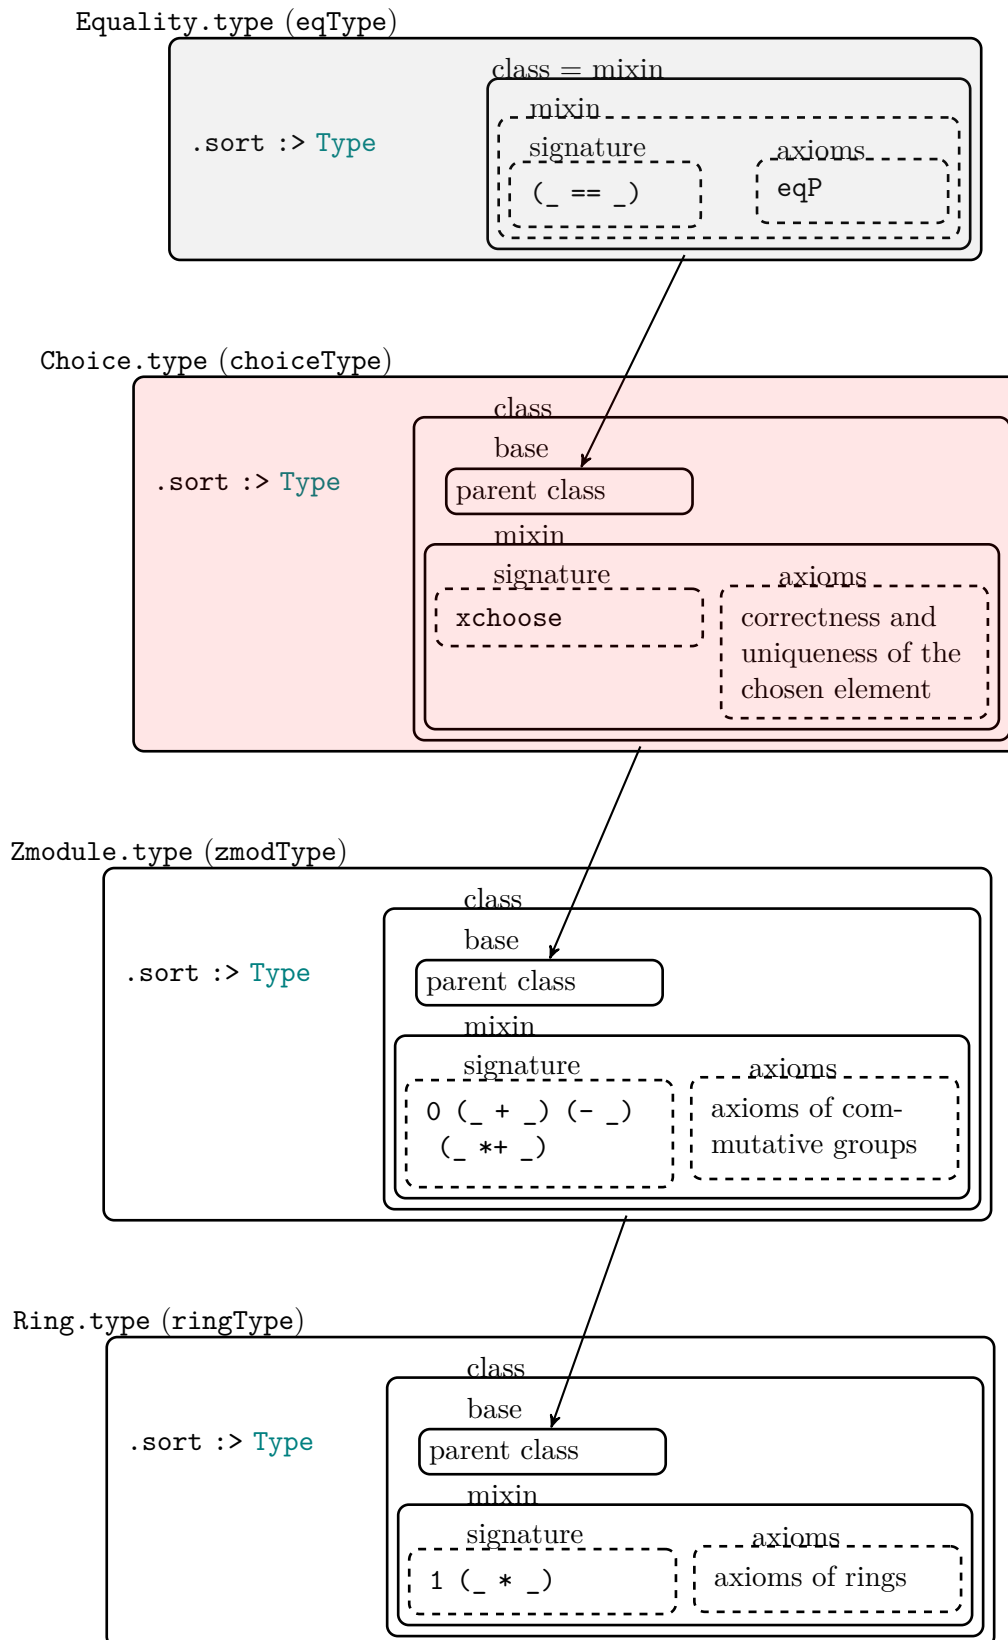 Equality.type (eqType)
class = mixin
mixin
.sort :> Type
signature
axioms
(_ == _)
eqP
Choice.type (choiceType)
class
base
.sort :> Type
parent class
mixin
signature
axioms
xchoose
correctness and
uniqueness of the
chosen element
Zmodule.type (zmodType)
class
base
.sort :> Type
parent class
mixin
signature
axioms
0 (_ + _) (- _)
(_ *+ _)
axioms of com-
mutative groups
Ring.type (ringType)
class
base
.sort :> Type
parent class
mixin
signature
axioms
1 (_ * _)
axioms of rings